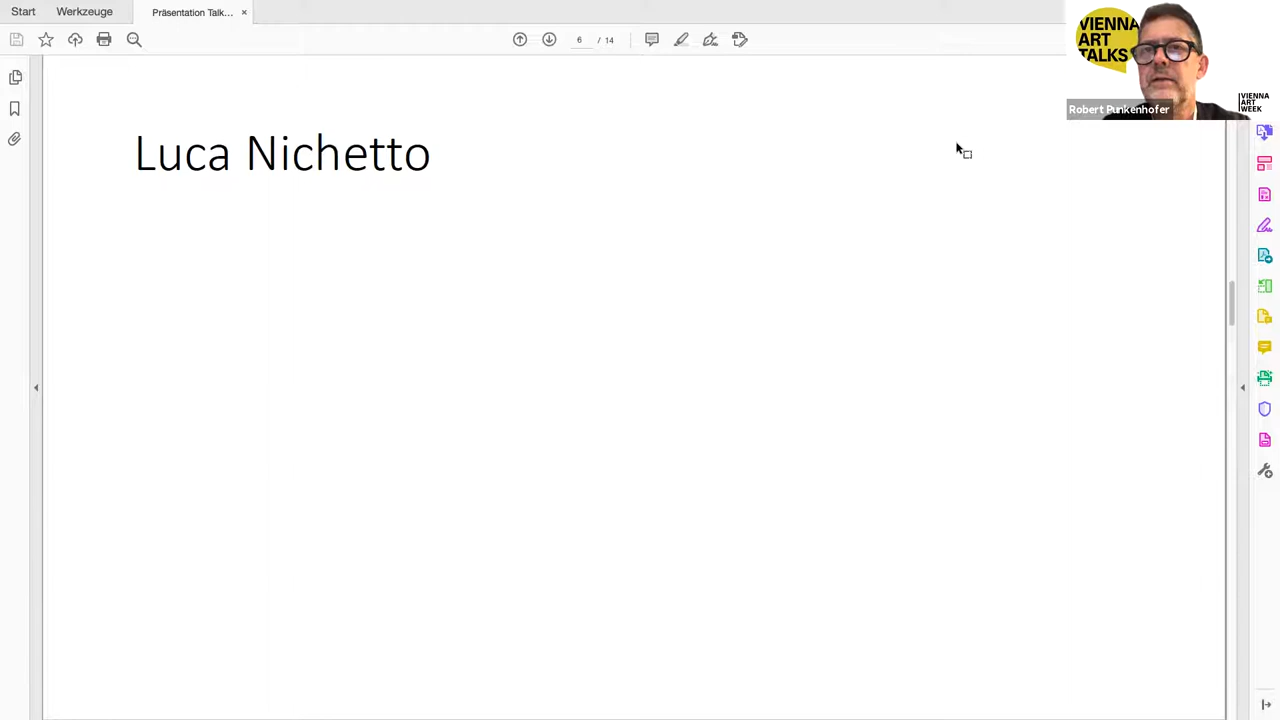 Start Werkzeuge Präsentation Talk... ×
6 / 14
VIENNA
ART
TALKS
Robert Punkenhofer
VIENNA
ART
WEEK
Luca Nichetto